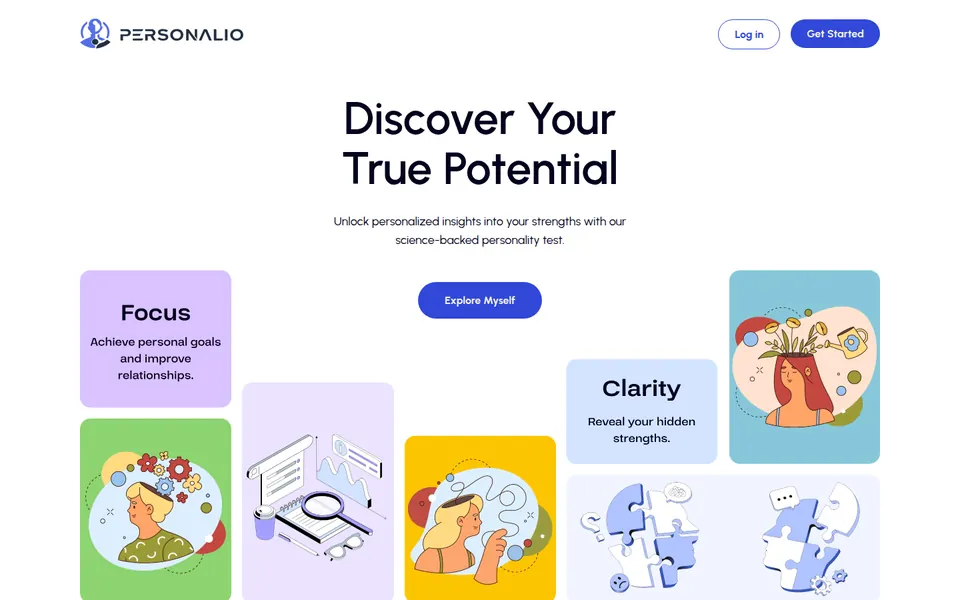 PERSONALIO
Log in
Get Started
Discover Your
True Potential
Unlock personalized insights into your strengths with our
science-backed personality test.
Explore Myself
Focus
Achieve personal goals
and improve
relationships.
Clarity
Reveal your hidden
strengths.